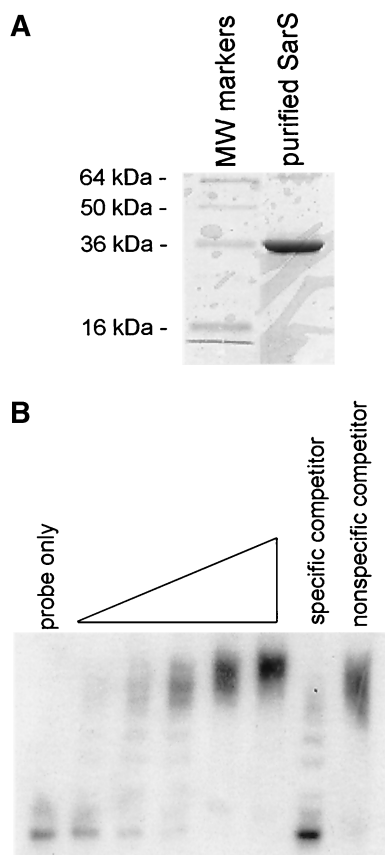 A
MW markers
purified SarS
64 kDa -
50 kDa -
36 kDa -
16 kDa -
B
probe only
specific competitor
nonspecific competitor